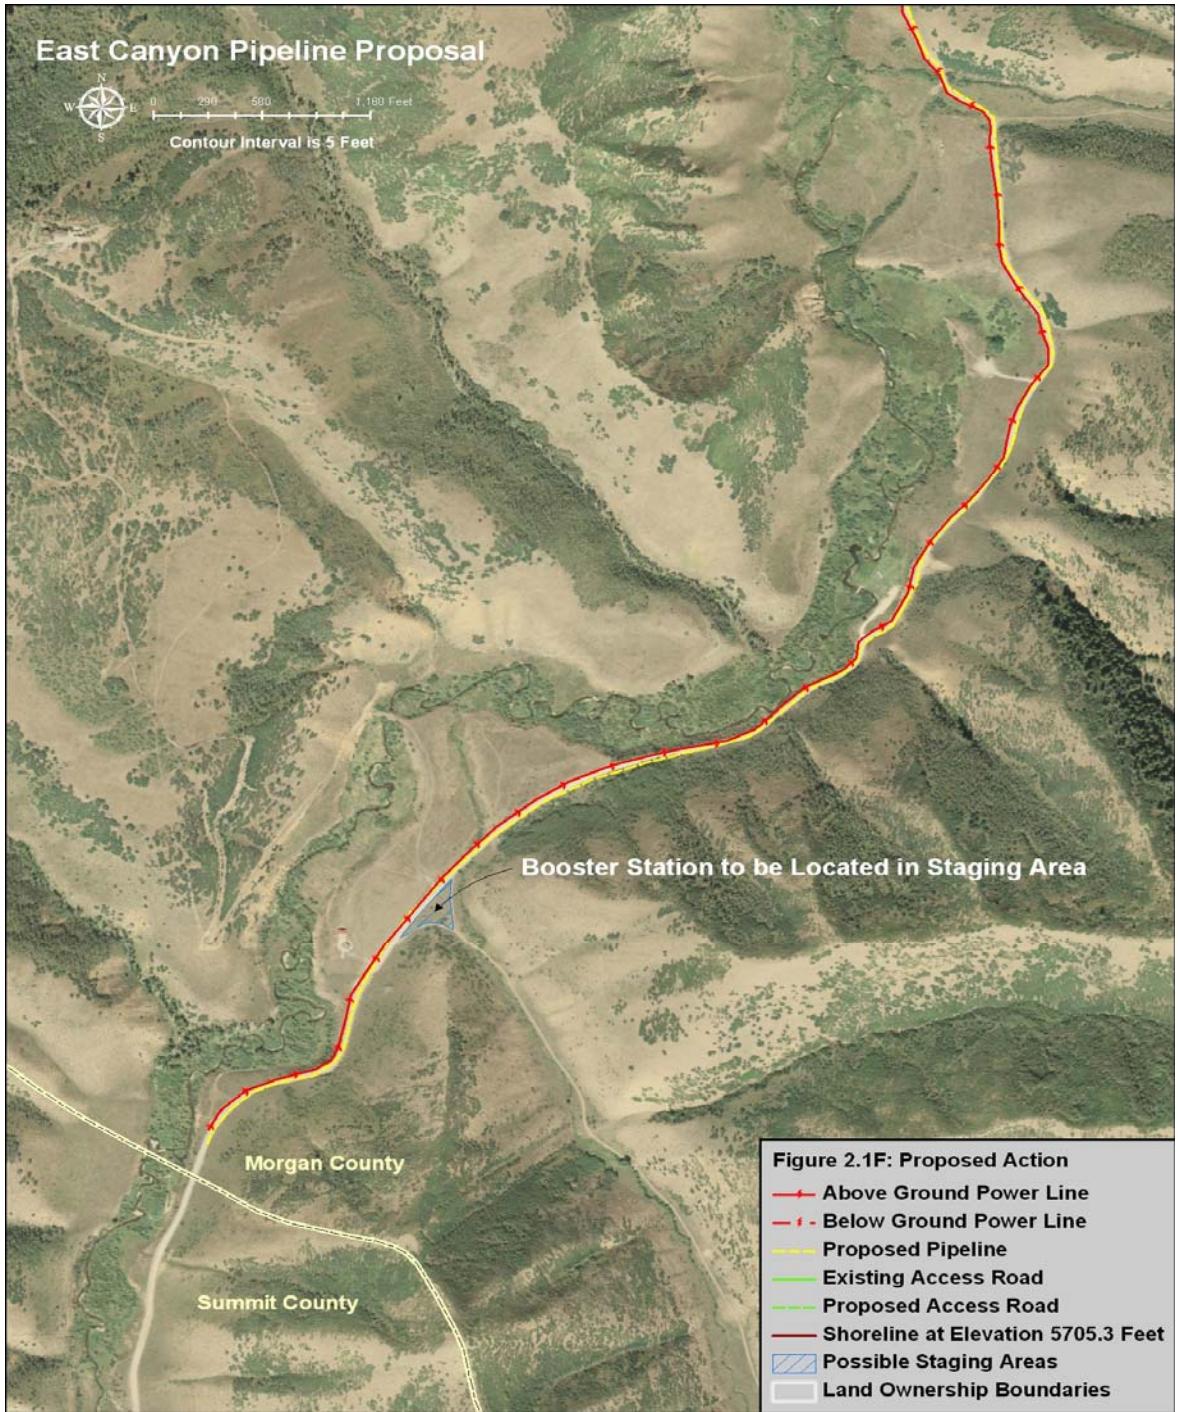 East Canyon Pipeline Proposal
N
W E
S
0 290 580 1,160 Feet
Contour Interval is 5 Feet
Booster Station to be Located in Staging Area
Morgan County
Summit County
Figure 2.1F: Proposed Action
Above Ground Power Line
Below Ground Power Line
Proposed Pipeline
Existing Access Road
Proposed Access Road
Shoreline at Elevation 5705.3 Feet
Possible Staging Areas
Land Ownership Boundaries